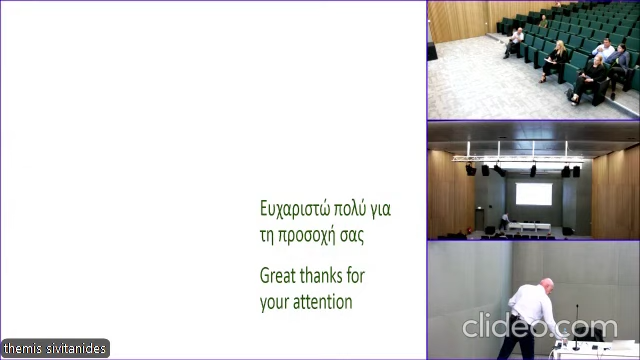 Ευχαριστώ πολύ για
τη προσοχή σας
Great thanks for
your attention
themis sivitanides
clideo.com